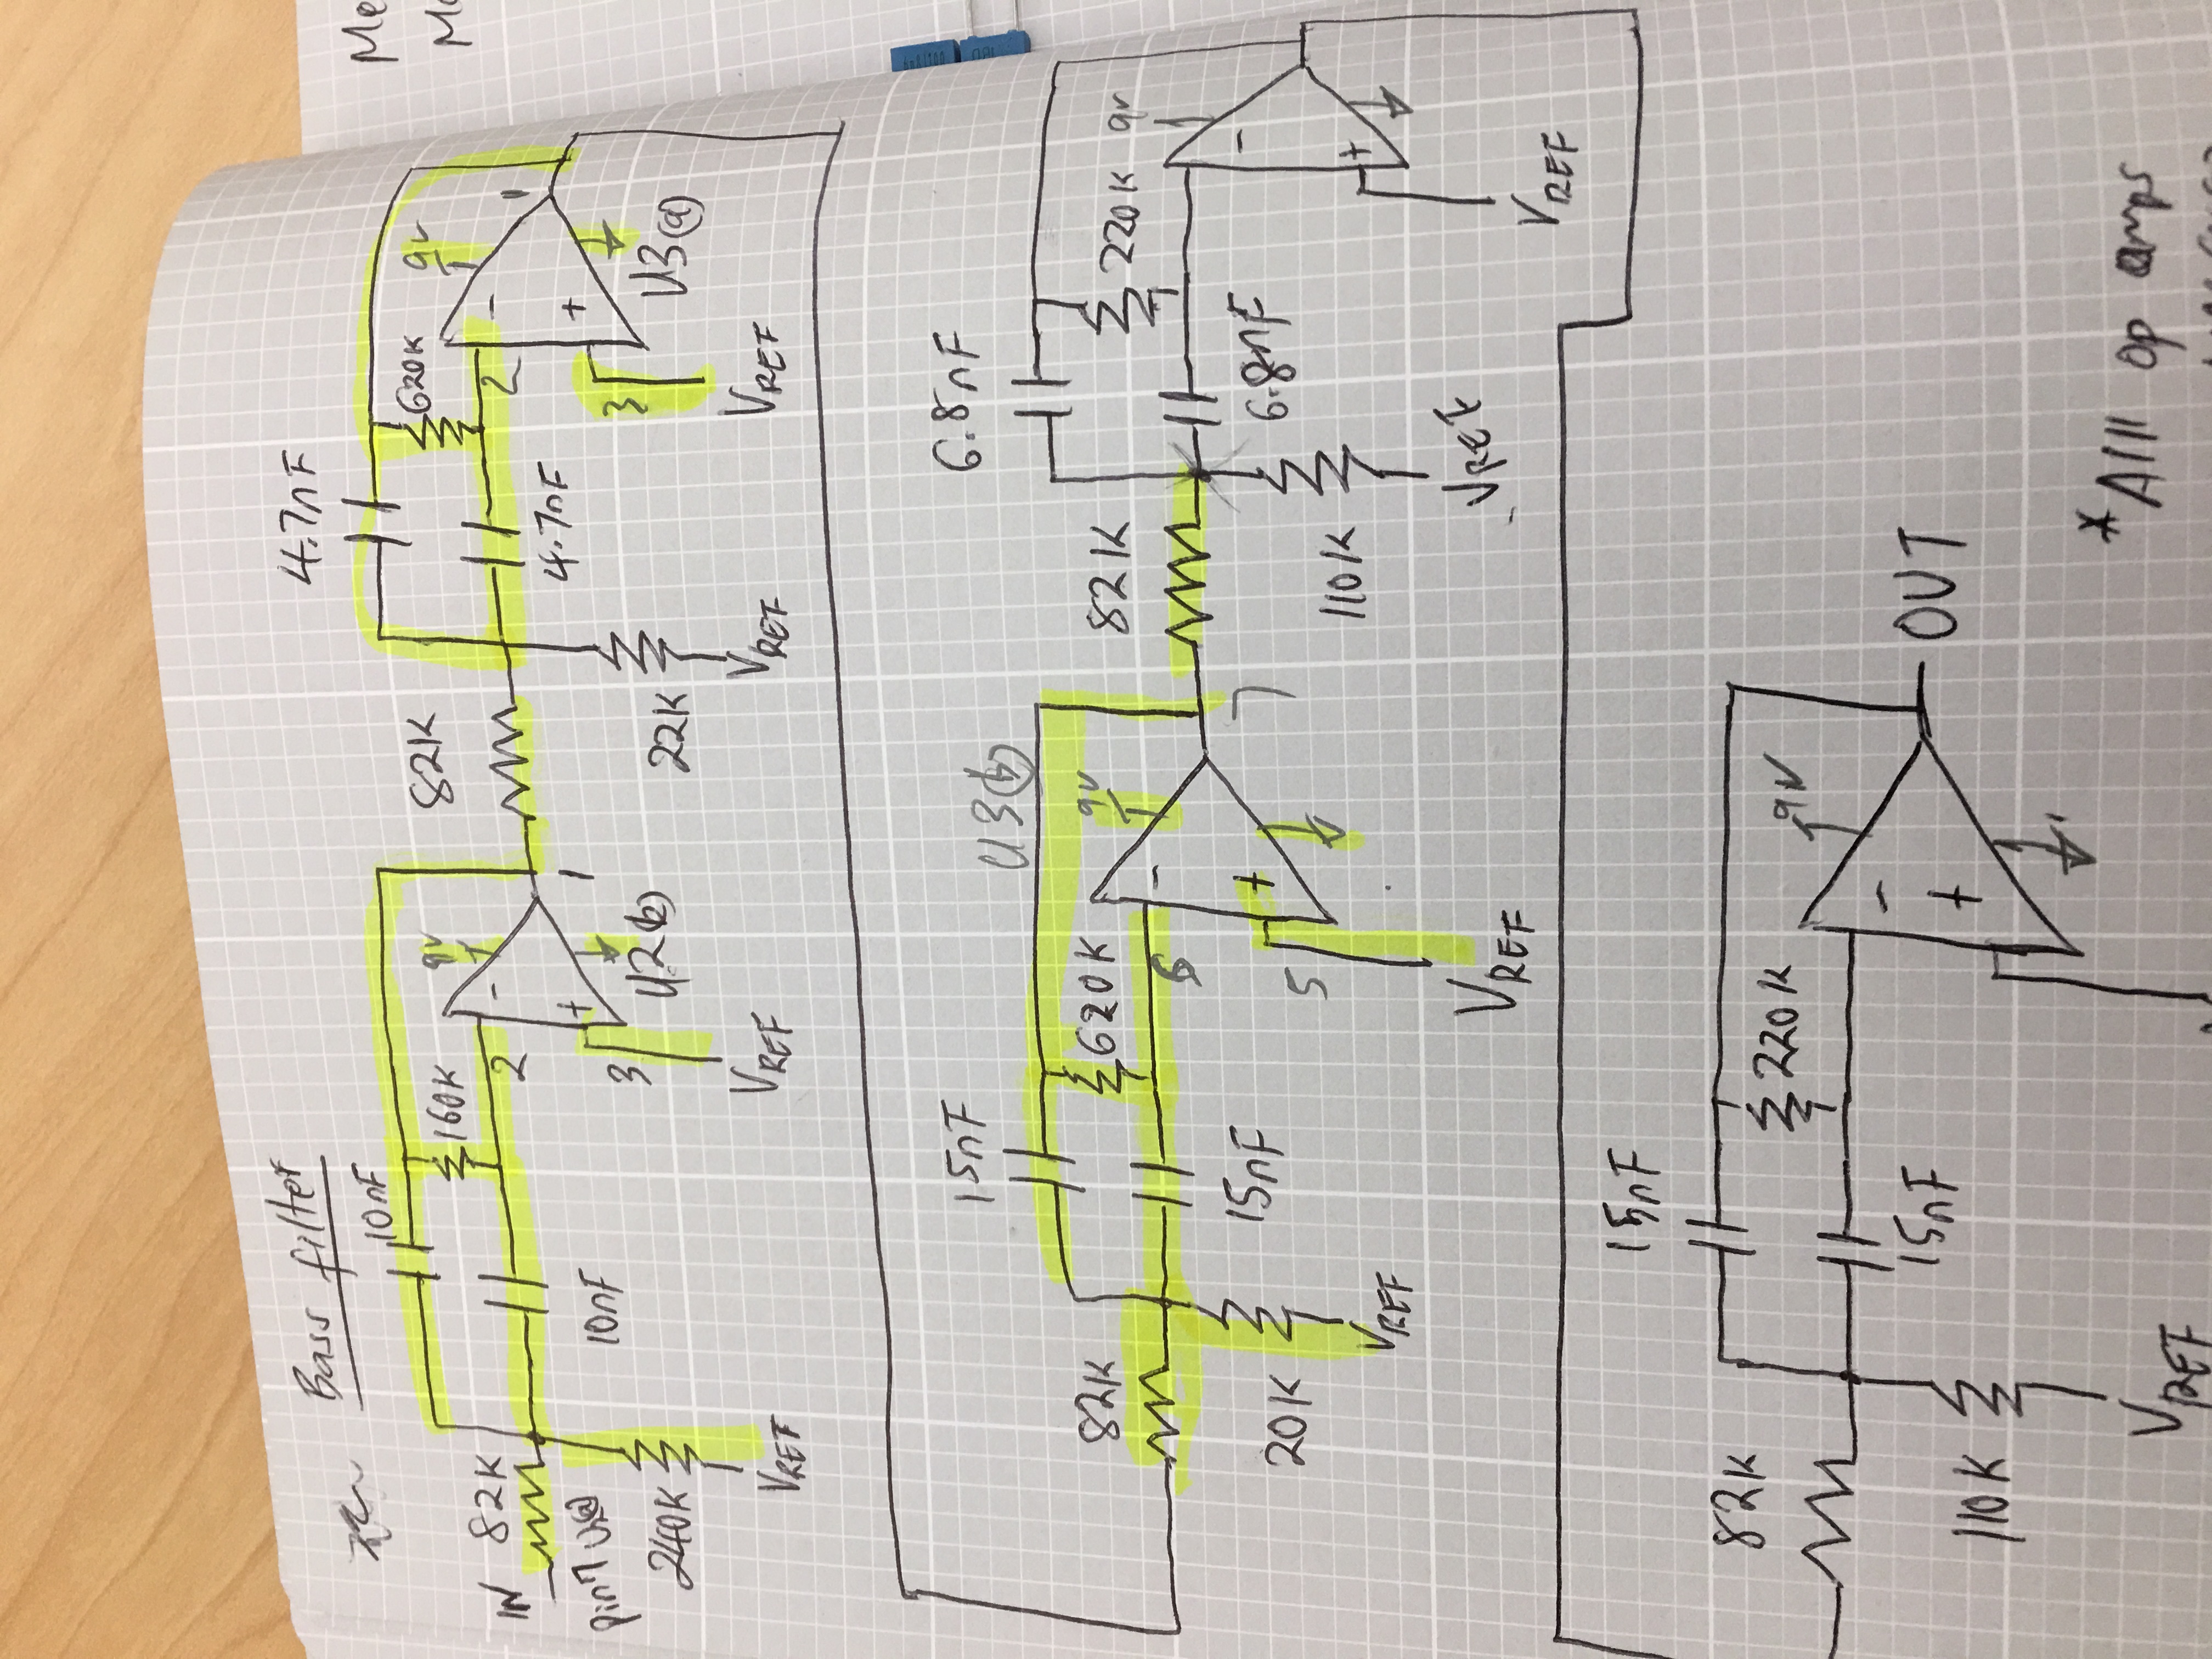 Bass filter
4.7nF
10nF
IN 82K
160K
9V
82K
620K
9V
2
-
2
-
1
pin7
10nF
+
1
4.7nF
+
240K
3
U2(b)
22K
3
U3(a)
VREF
VREF
VREF
VREF
15nF
U3(b)
6.8nF
82K
620K
9V
82K
220K
9V
6
-
20K
15nF
+
7
6.8nF
-
5
110K
+
VREF
VREF
VREF
VREF
15nF
82K
220K
9V
-
15nF
+
OUT
110K
VREF
*Alll op amps
Me